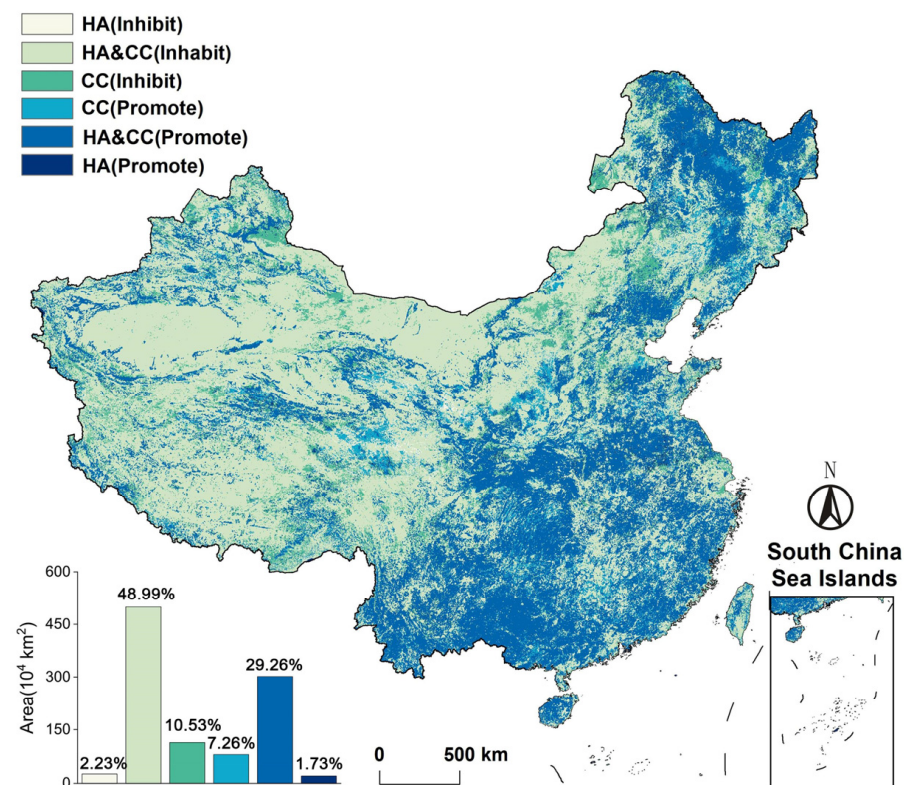 HA(Inhibit)
HA&CC(Inhabit)
CC(Inhibit)
CC(Promote)
HA&CC(Promote)
HA(Promote)
N
South China
Sea Islands
600
450
300
150
0
Area(10⁴ km²)
2.23%
48.99%
10.53%
7.26%
29.26%
1.73%
0 500 km